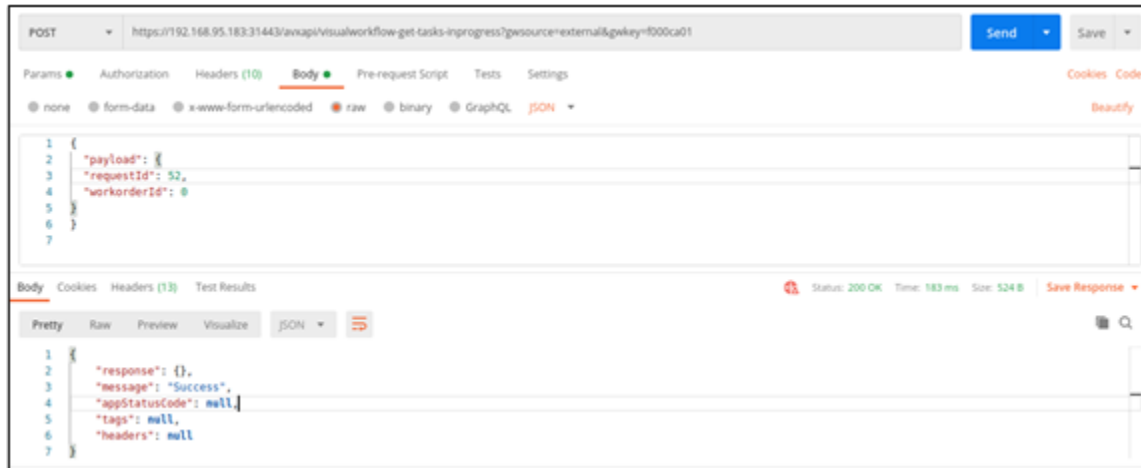 POST https://192.168.95.183:31443/avxapi/visualworkflow-get-tasks-inprogress?gwsource=external&gwkey=f000ca01 Send Save
Params Authorization Headers (10) Body Pre-request Script Tests Settings Cookies Code
none form-data x-www-form-urlencoded raw binary GraphQL JSON Beautify
1 {
2 "payload": {
3 "requestId": 52,
4 "workorderId": 0
5 }
6 }
7
Body Cookies Headers (13) Test Results Status: 200 OK Time: 183 ms Size: 524 B Save Response
Pretty Raw Preview Visualize JSON
1 {
2 "response": {},
3 "message": "Success",
4 "appStatusCode": null,
5 "tags": null,
6 "headers": null
7 }